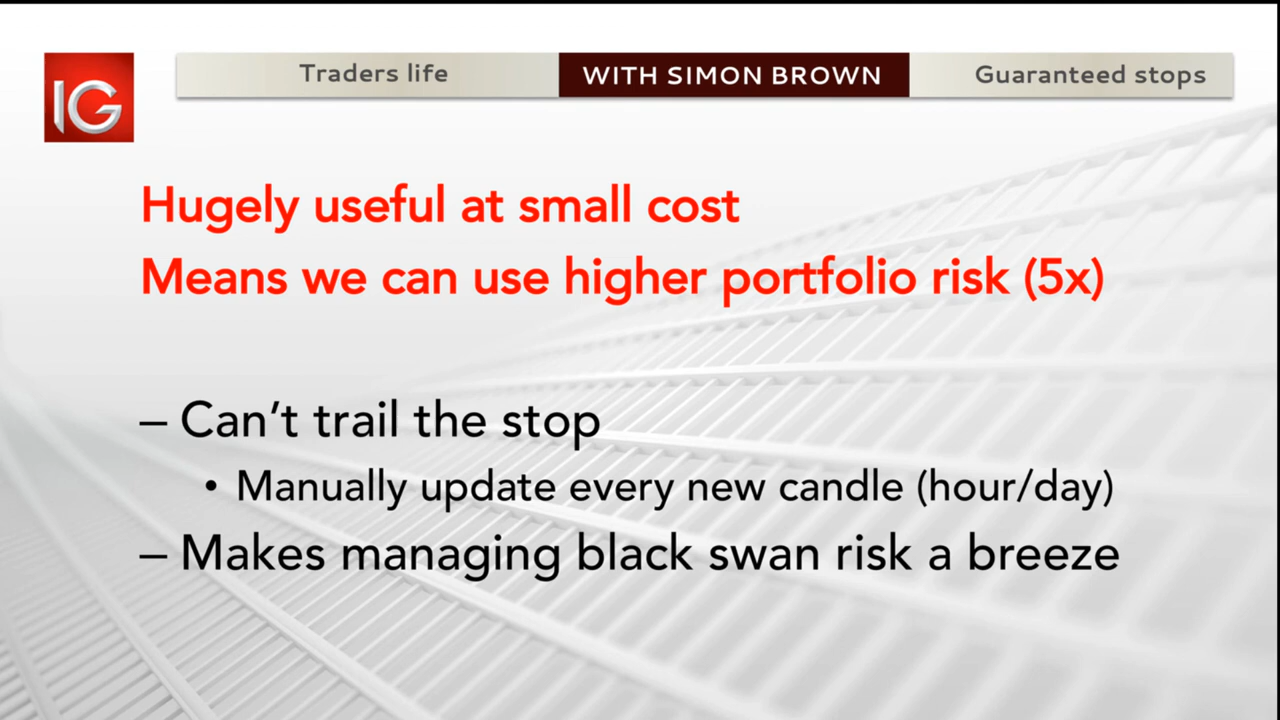 IG
Traders life
WITH SIMON BROWN
Guaranteed stops
Hugely useful at small cost
Means we can use higher portfolio risk (5x)
– Can’t trail the stop
• Manually update every new candle (hour/day)
– Makes managing black swan risk a breeze